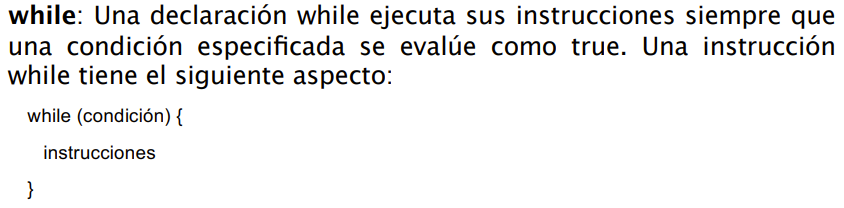 while: Una declaración while ejecuta sus instrucciones siempre que
una condición especificada se evalúe como true. Una instrucción
while tiene el siguiente aspecto:
while (condición) {
instrucciones
}